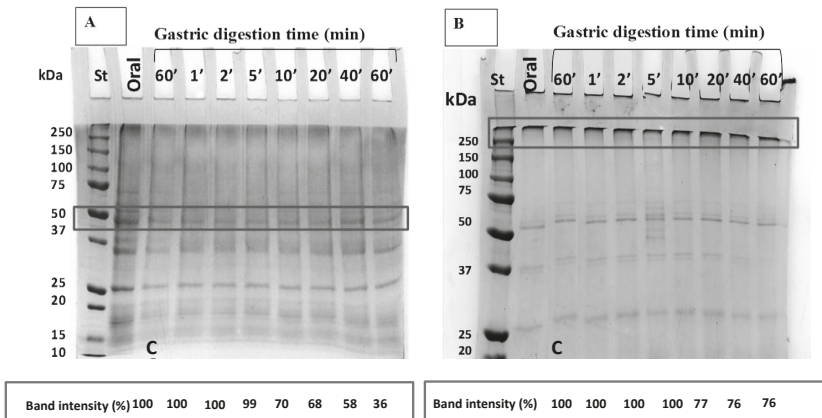 A
Gastric digestion time (min)
kDa
St Oral 60’ 1’ 2’ 5’ 10’ 20’ 40’ 60’
250
150
100
75
50
37
25
20
15
10
C
Band intensity (%) 100 100 100 99 70 68 58 36
B
Gastric digestion time (min)
kDa
St Oral 60’ 1’ 2’ 5’ 10’ 20’ 40’ 60’
250
150
100
75
50
37
25
20
C
Band intensity (%) 100 100 100 100 77 76 76